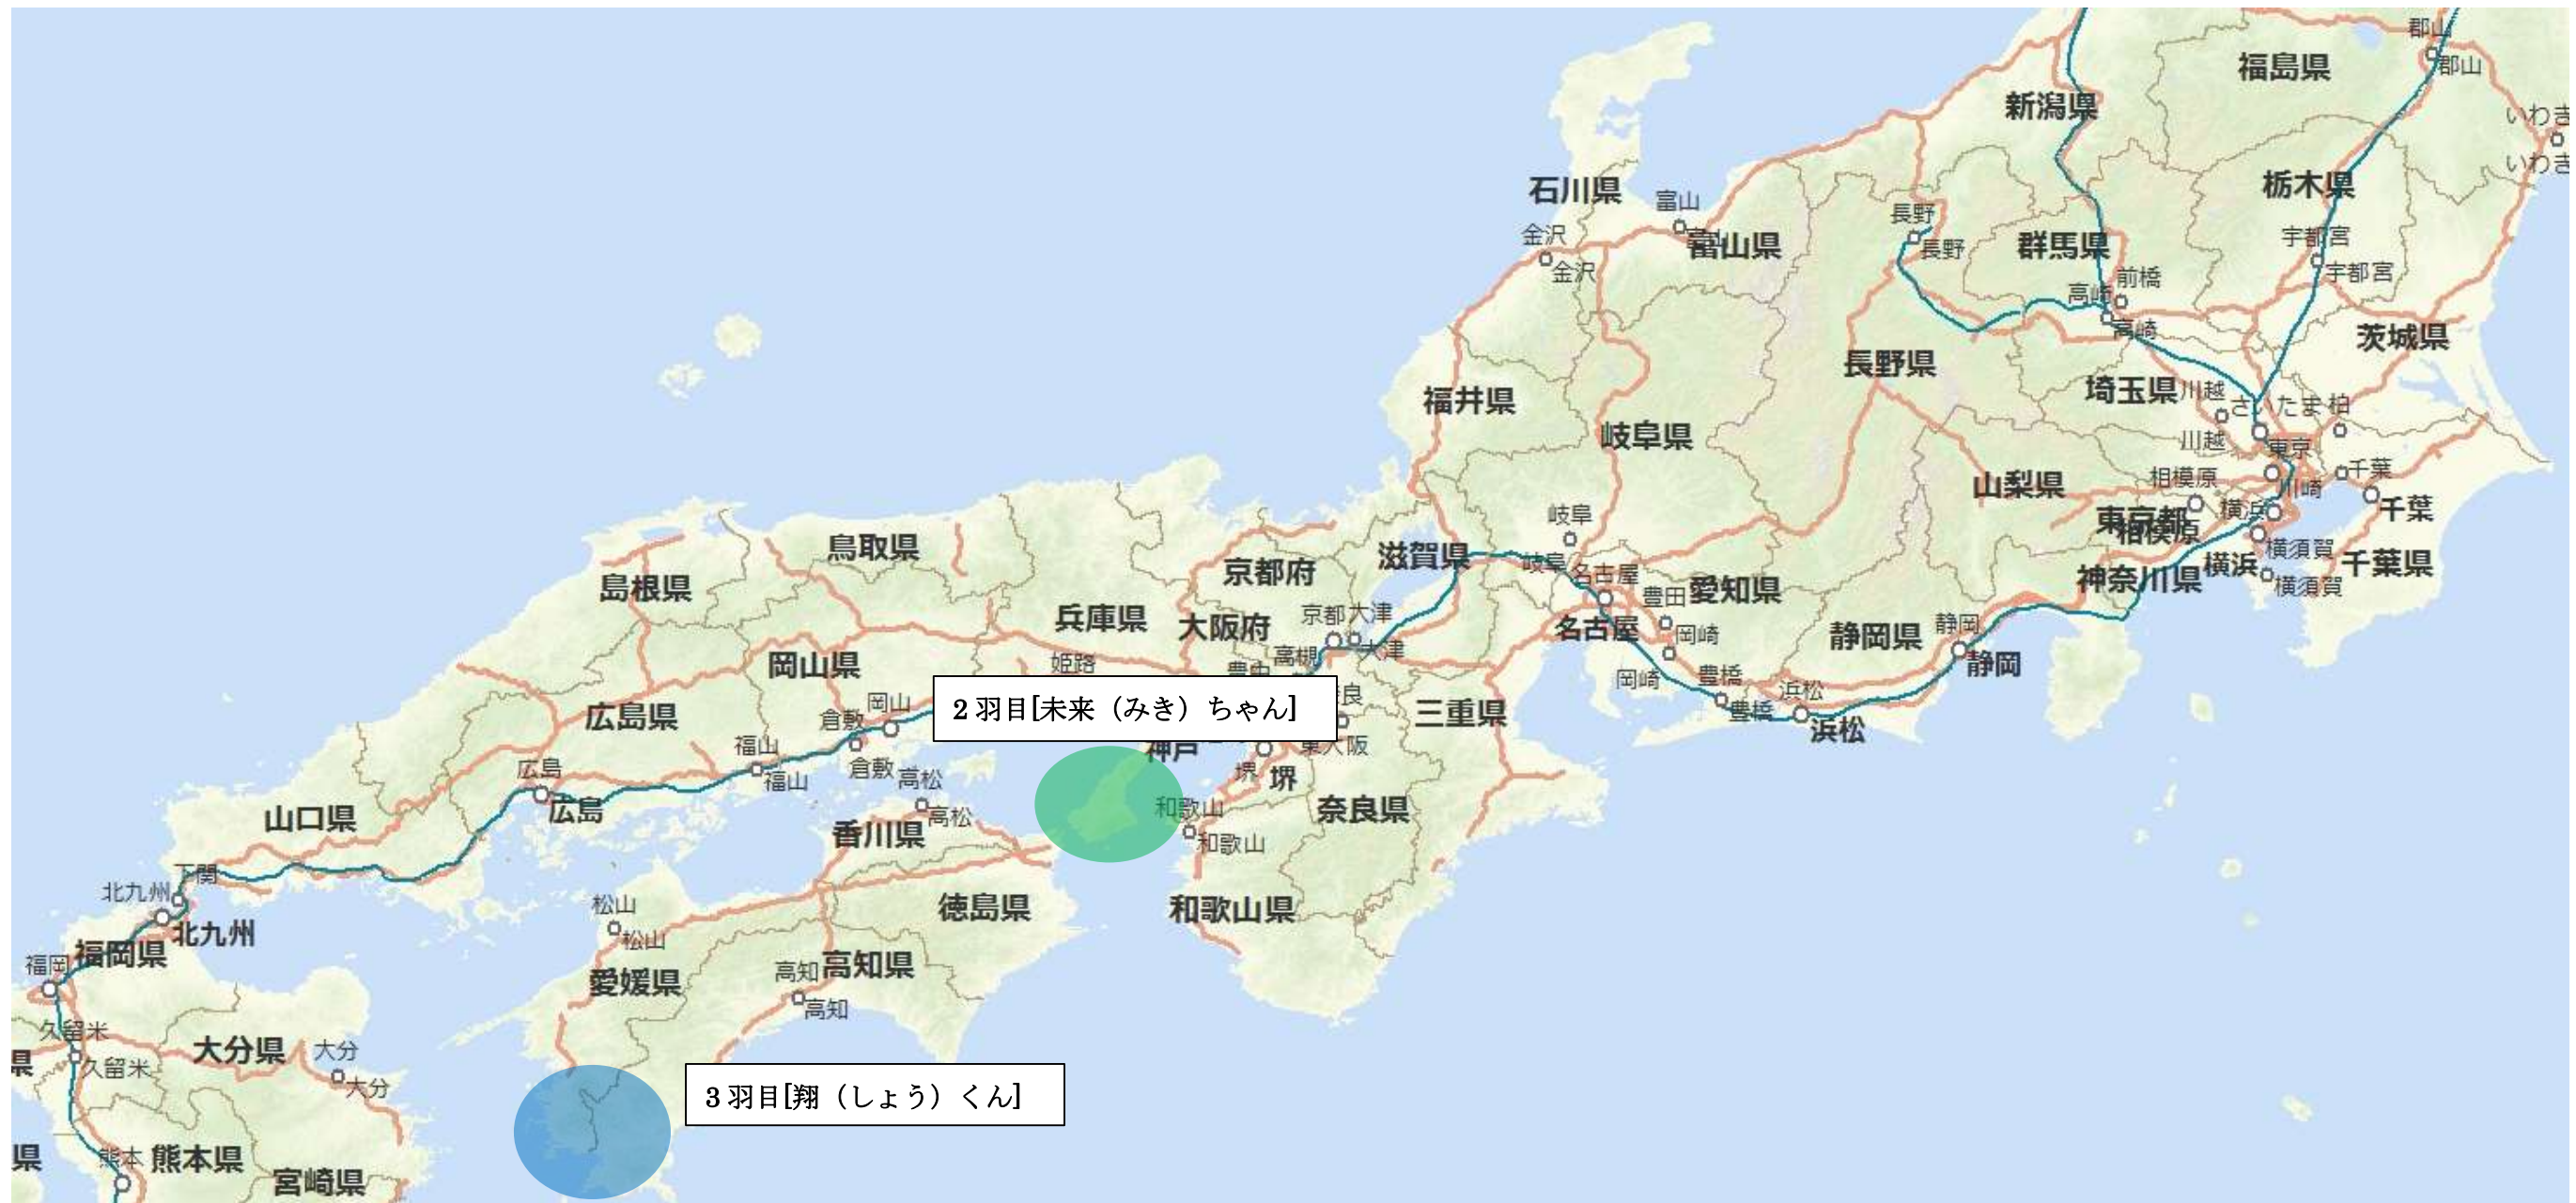 郡山
郡山
福島県
新潟県
いわき
いわき
栃木県
石川県
富山
富山県
長野
長野
群馬県
宇都宮
宇都宮
金沢
金沢
前橋
高崎
高崎
茨城県
長野県
福井県
岐阜県
埼玉県
川越
さいたま
柏
川越
東京
千葉
山梨県
相模原
川崎
千葉
東京都
相模原
横浜
横須賀
横浜
横須賀
千葉県
神奈川県
岐阜
岐阜
滋賀県
名古屋
名古屋
豊田
愛知県
岡崎
岡崎
豊橋
豊橋
浜松
浜松
静岡県
静岡
静岡
鳥取県
島根県
京都府
兵庫県
大阪府
京都
大津
大津
高槻
豊中
姫路
岡山県
岡山
倉敷
倉敷
広島県
2羽目[未来（みき）ちゃん]
良
三重県
神戸
東大阪
堺
堺
福山
福山
広島
広島
高松
高松
和歌山
和歌山
奈良県
山口県
香川県
下関
北九州
北九州
徳島県
和歌山県
松山
松山
福岡
福岡県
愛媛県
高知
高知県
高知
久留米
久留米
大分県
大分
大分
県
3羽目[翔（しょう）くん]
県
熊本
熊本県
宮崎県